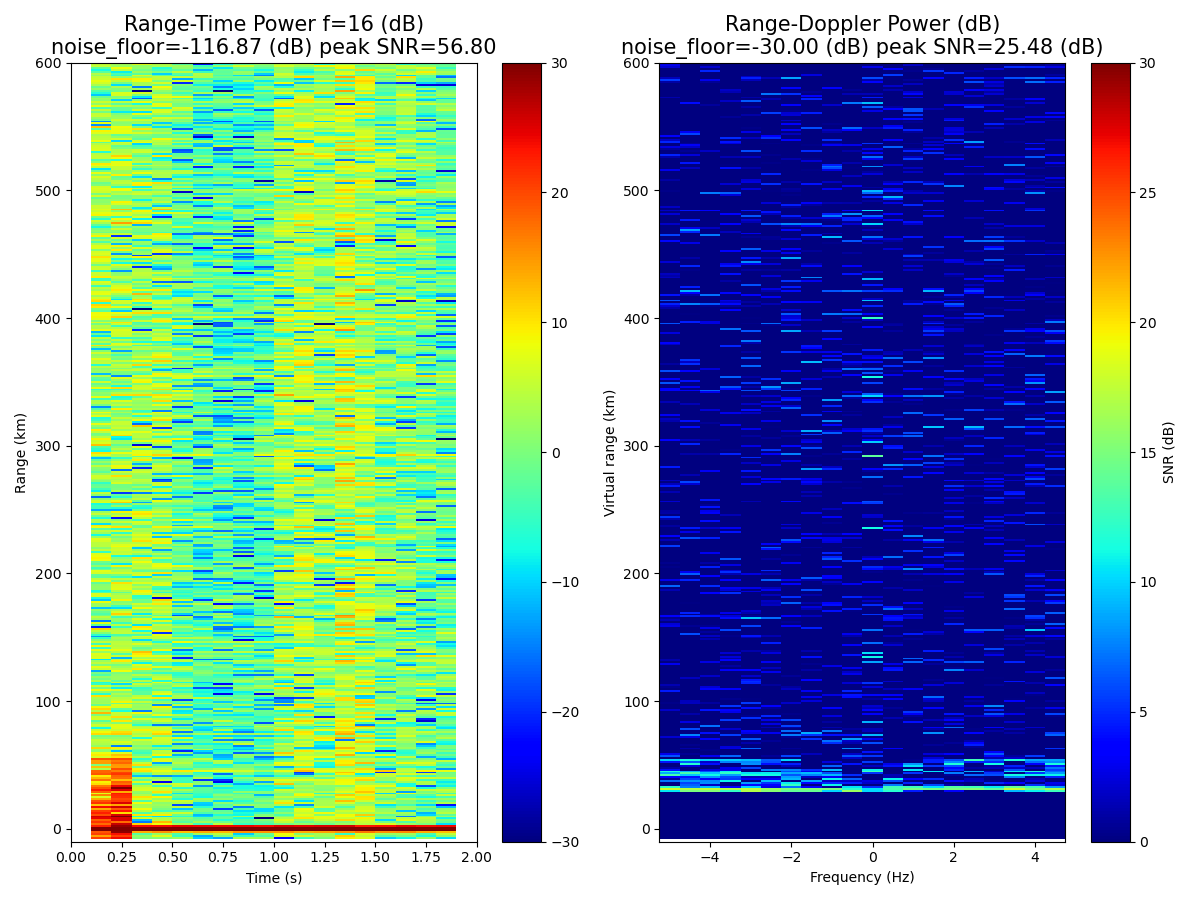 Range-Time Power f=16 (dB)
noise_floor=-116.87 (dB) peak SNR=56.80
Range (km)
600
500
400
300
200
100
0
0.00 0.25 0.50 0.75 1.00 1.25 1.50 1.75 2.00
Time (s)
30
20
10
0
−10
−20
−30
Range-Doppler Power (dB)
noise_floor=-30.00 (dB) peak SNR=25.48 (dB)
Virtual range (km)
600
500
400
300
200
100
0
−4 −2 0 2 4
Frequency (Hz)
30
25
20
15
10
5
0
SNR (dB)